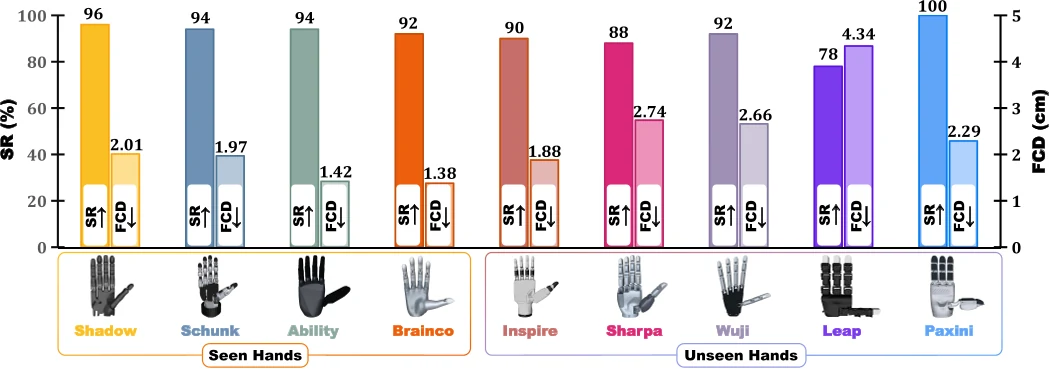 96 94 94 92 90 88 92 78 4.34 100
2.01 1.97 1.42 1.38 1.88 2.74 2.66 2.29
SR (%)
100
80
60
40
20
0
FCD (cm)
5
4
3
2
1
0
SR↑ FCD↓ SR↑ FCD↓ SR↑ FCD↓ SR↑ FCD↓ SR↑ FCD↓ SR↑ FCD↓ SR↑ FCD↓ SR↑ FCD↓ SR↑ FCD↓
Shadow Schunk Ability Brainco Inspire Sharpa Wuji Leap Paxini
Seen Hands Unseen Hands